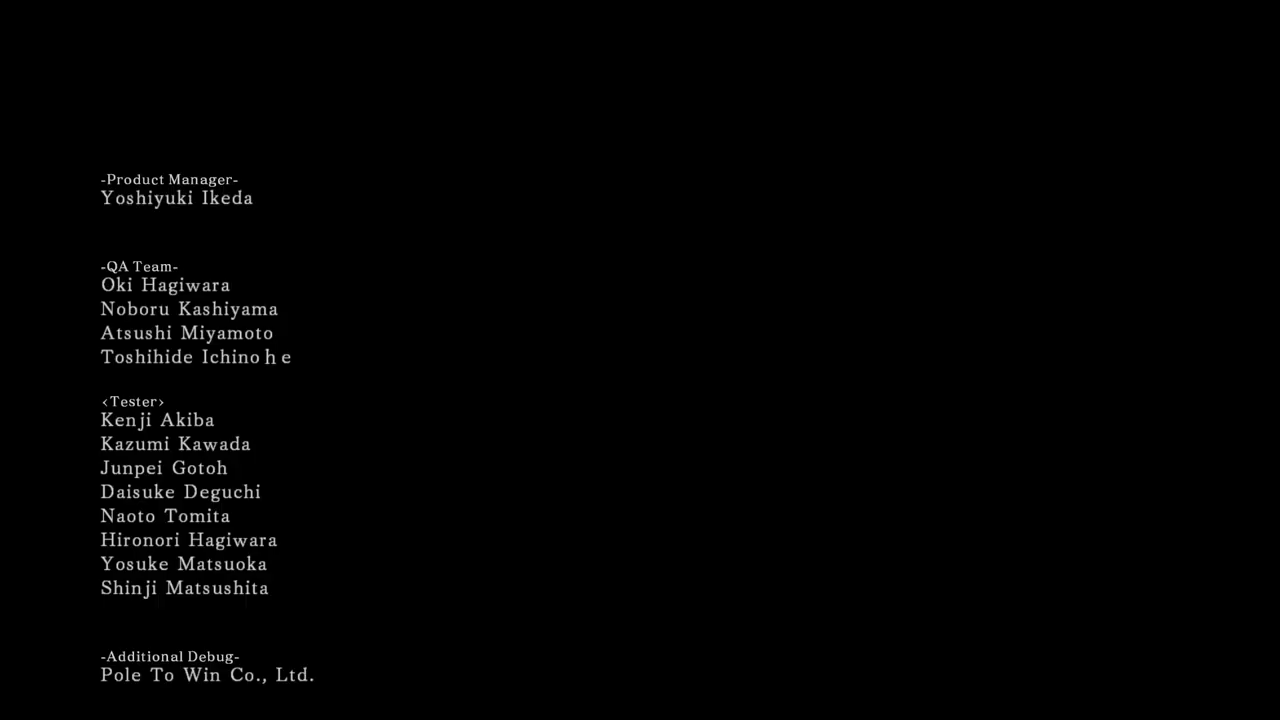 -Product Manager-
Yoshiyuki Ikeda
-QA Team-
Oki Hagiwara
Noboru Kashiyama
Atsushi Miyamoto
Toshihide Ichinohe
<Tester>
Kenji Akiba
Kazumi Kawada
Junpei Gotoh
Daisuke Deguchi
Naoto Tomita
Hironori Hagiwara
Yosuke Matsuoka
Shinji Matsushita
-Additional Debug-
Pole To Win Co., Ltd.